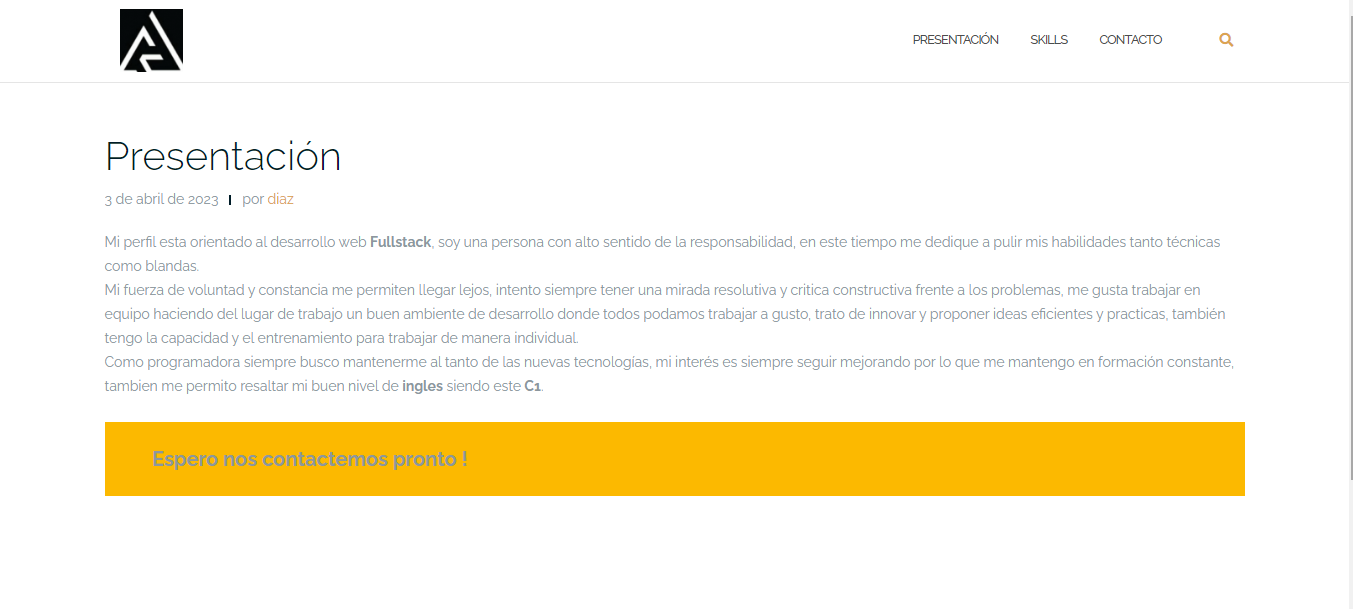 PRESENTACIÓN SKILLS CONTACTO
Presentación
3 de abril de 2023 por diaz
Mi perfil esta orientado al desarrollo web Fullstack, soy una persona con alto sentido de la responsabilidad, en este tiempo me dedique a pulir mis habilidades tanto técnicas
como blandas.
Mi fuerza de voluntad y constancia me permiten llegar lejos, intento siempre tener una mirada resolutiva y critica constructiva frente a los problemas, me gusta trabajar en
equipo haciendo del lugar de trabajo un buen ambiente de desarrollo donde todos podamos trabajar a gusto, trato de innovar y proponer ideas eficientes y practicas, también
tengo la capacidad y el entrenamiento para trabajar de manera individual.
Como programadora siempre busco mantenerme al tanto de las nuevas tecnologías, mi interés es siempre seguir mejorando por lo que me mantengo en formación constante,
tambien me permito resaltar mi buen nivel de ingles siendo este C1.
Espero nos contactemos pronto !